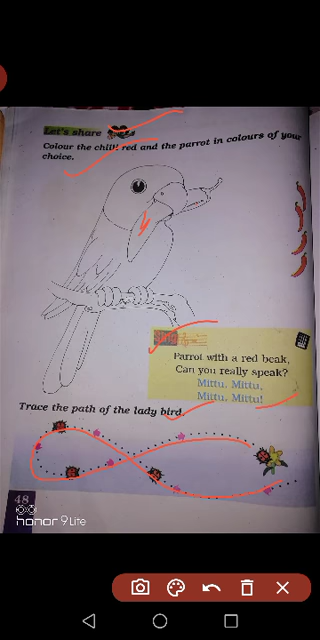 Let's share
Colour the chilli red and the parrot in colours of your
choice.
Sing
Parrot with a red beak,
Can you really speak?
Mittu, Mittu,
Mittu, Mittu!
Trace the path of the lady bird.
48
honor 9 Lite